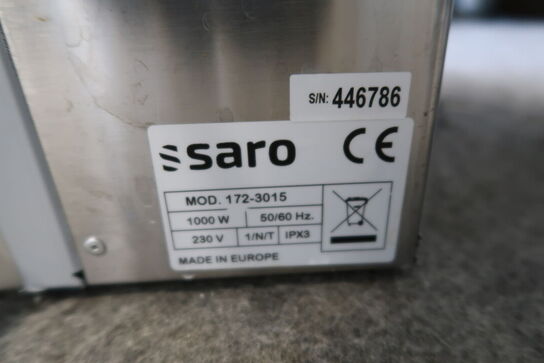 S/N: 446786
saro CE
MOD. 172-3015
1000 W 50/60 Hz.
230 V 1/N/T IPX3
MADE IN EUROPE